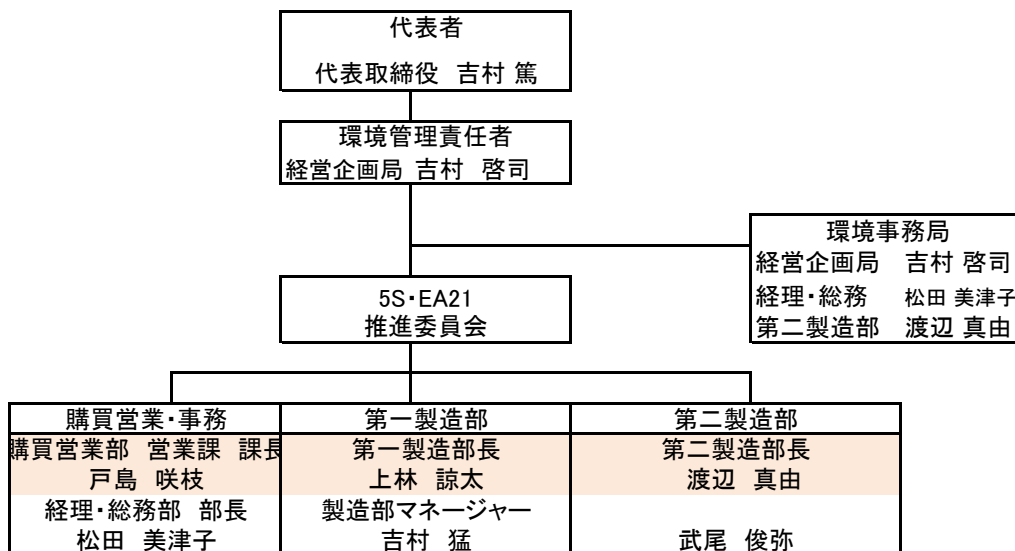 代表者
代表取締役 吉村 篤
環境管理責任者
経営企画局 吉村 啓司
環境事務局
経営企画局 吉村 啓司
経理・総務 松田 美津子
第二製造部 渡辺 真由
5S・EA21
推進委員会
購買営業・事務
購買営業部 営業課 課長
戸島 咲枝
経理・総務部 部長
松田 美津子
第一製造部
第一製造部長
上林 諒太
製造部マネージャー
吉村 猛
第二製造部
第二製造部長
渡辺 真由
武尾 俊弥